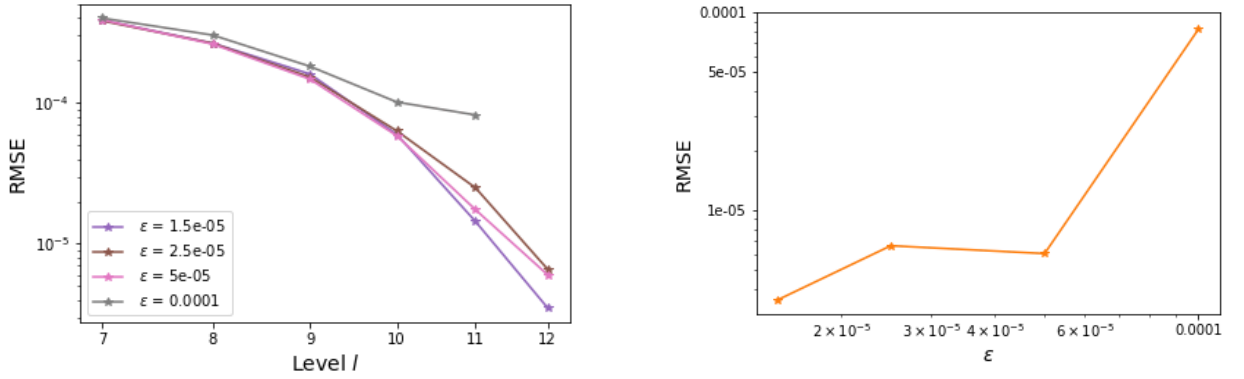 RMSE
10⁻⁴
10⁻⁵
ε = 1.5e-05
ε = 2.5e-05
ε = 5e-05
ε = 0.0001
7 8 9 10 11 12
Level l
RMSE
0.0001
5e-05
1e-05
2 × 10⁻⁵ 3 × 10⁻⁵ 4 × 10⁻⁵ 6 × 10⁻⁵ 0.0001
ε